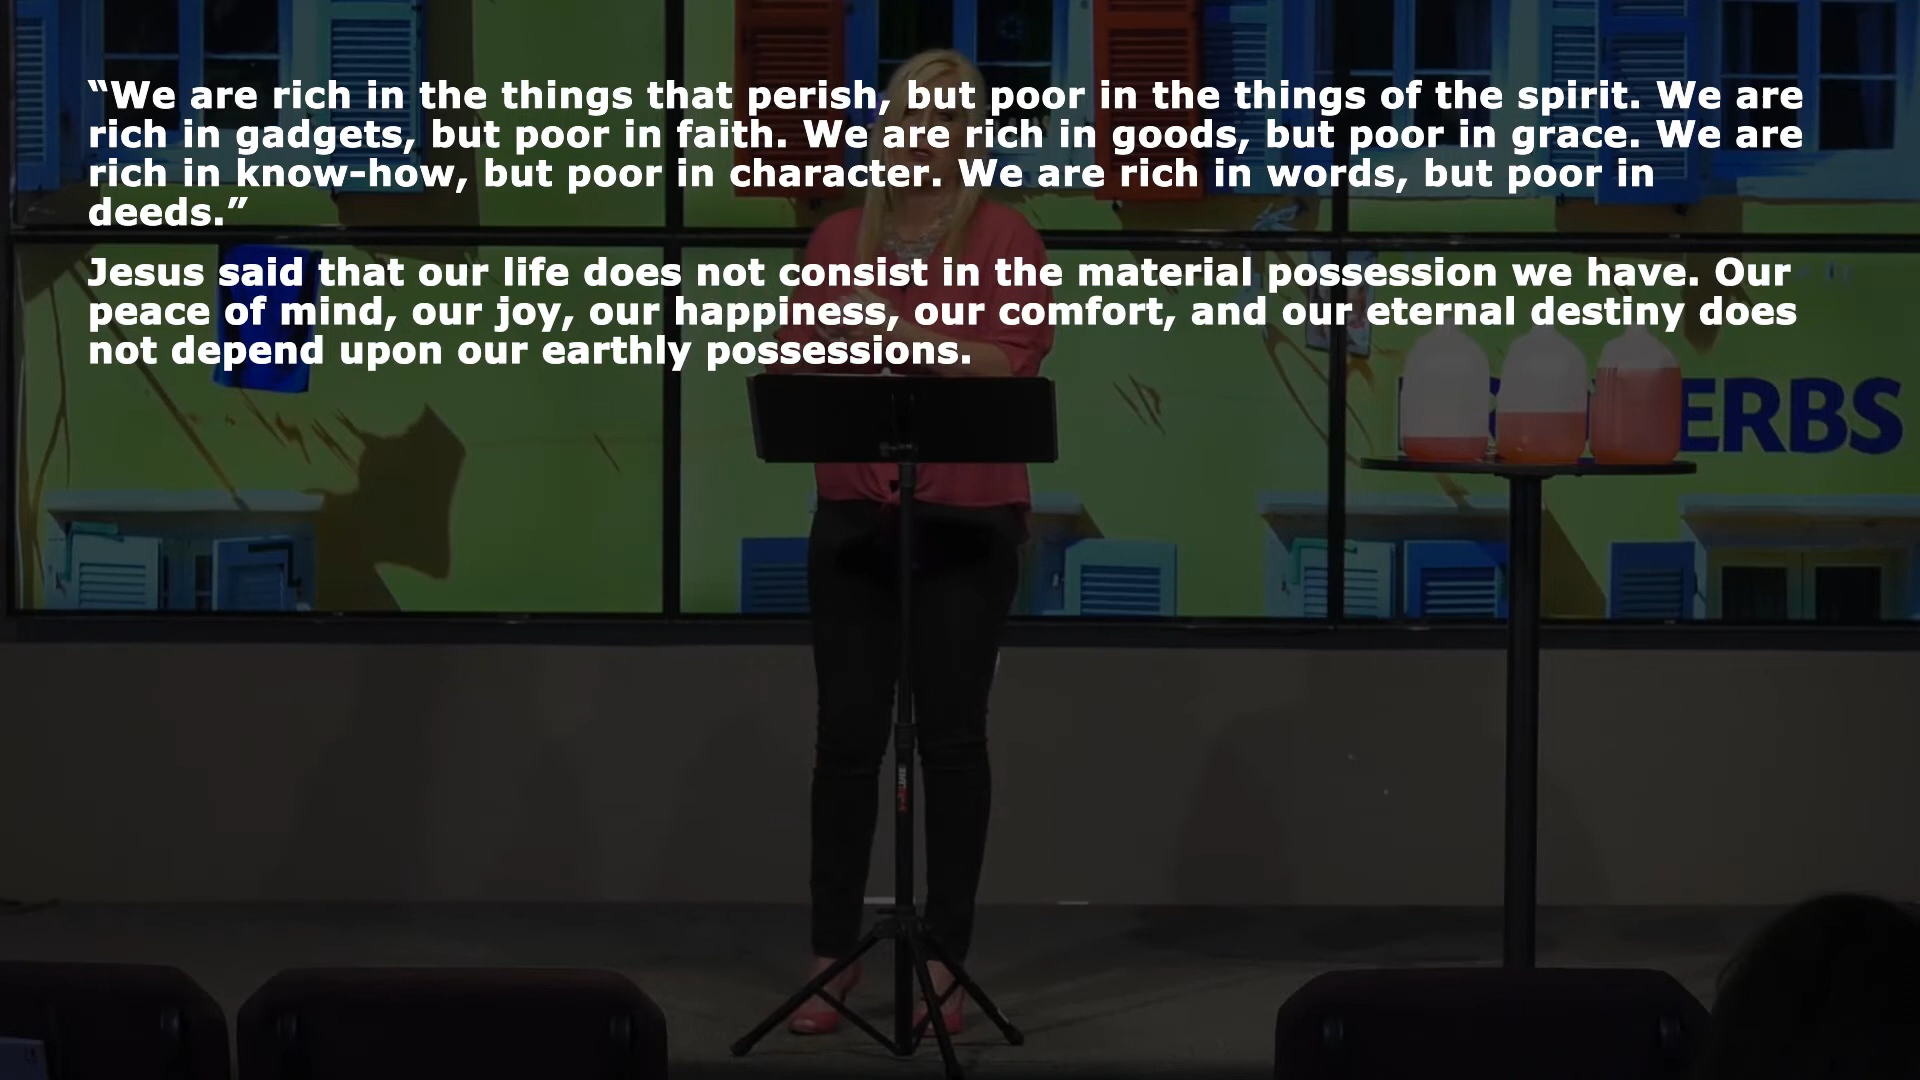 “We are rich in the things that perish, but poor in the things of the spirit. We are
rich in gadgets, but poor in faith. We are rich in goods, but poor in grace. We are
rich in know-how, but poor in character. We are rich in words, but poor in
deeds.”
Jesus said that our life does not consist in the material possession we have. Our
peace of mind, our joy, our happiness, our comfort, and our eternal destiny does
not depend upon our earthly possessions.
ERBS